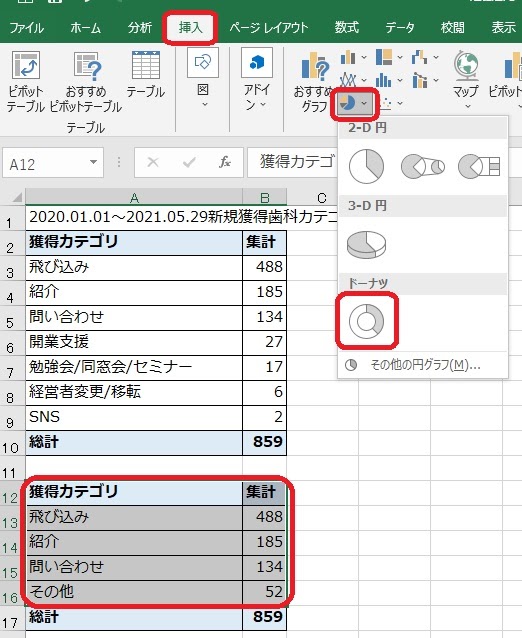 ファイル ホーム 分析 挿入 ページ レイアウト 数式 データ 校閲 表示
ピボット テーブル
おすすめ ピボットテーブル
テーブル
テーブル
図
アドイン
おすすめ グラフ
マップ
ピボット
A12
fx
獲得カテゴ
2-D 円
3-D 円
ドーナツ
その他の円グラフ(M)...
A B C
1 2020.01.01～2021.05.29新規獲得歯科カテゴ
2 獲得カテゴリ 集計
3 飛び込み 488
4 紹介 185
5 問い合わせ 134
6 開業支援 27
7 勉強会/同窓会/セミナー 17
8 経営者変更/移転 6
9 SNS 2
10 総計 859
11
12 獲得カテゴリ 集計
13 飛び込み 488
14 紹介 185
15 問い合わせ 134
16 その他 52
17 総計 859